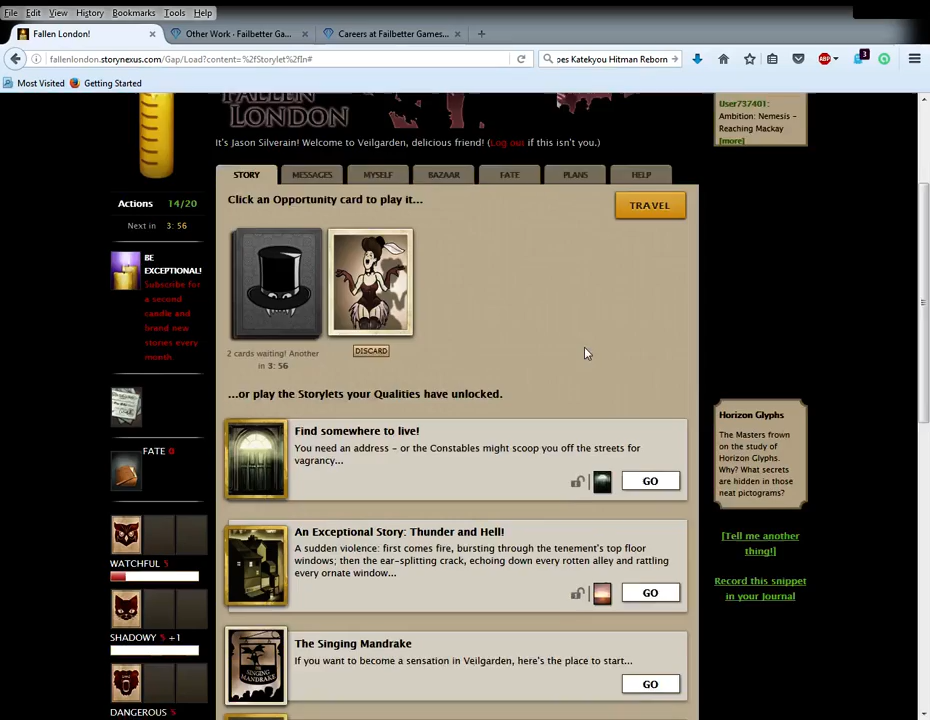 File Edit View History Bookmarks Tools Help
Fallen London!
Other Work - Failbetter Ga...
Careers at Failbetter Games...
fallenlondon.storynexus.com/Gap/Load?content=%2fStorylet%2fIn#
pes Katekyou Hitman Reborn
3
Most Visited Getting Started
FALLEN
LONDON
It's Jason Silverain! Welcome to Veilgarden, delicious friend! (Log out if this isn't you.)
User737401:
Ambition: Nemesis -
Reaching Mackay
[more]
STORY MESSAGES MYSELF BAZAAR FATE PLANS HELP
Actions 14/20
Next in 3: 56
BE
EXCEPTIONAL!
Subscribe for
a second
candle and
brand new
stories every
month
FATE 0
WATCHFUL 5
SHADOWY 5 +1
DANGEROUS 5
Click an Opportunity card to play it...
TRAVEL
2 cards waiting! Another
in 3: 56
DISCARD
...or play the Storylets your Qualities have unlocked.
Find somewhere to live!
You need an address – or the Constables might scoop you off the streets for
vagrancy...
GO
An Exceptional Story: Thunder and Hell!
A sudden violence: first comes fire, bursting through the tenement's top floor
windows; then the ear-splitting crack, echoing down every rotten alley and rattling
every ornate window...
GO
The Singing Mandrake
If you want to become a sensation in Veilgarden, here's the place to start...
GO
THE
SINGING
MANDRAKE
Horizon Glyphs
The Masters frown
on the study of
Horizon Glyphs.
Why? What secrets
are hidden in those
neat pictograms?
[Tell me another
thing!]
Record this snippet
in your Journal